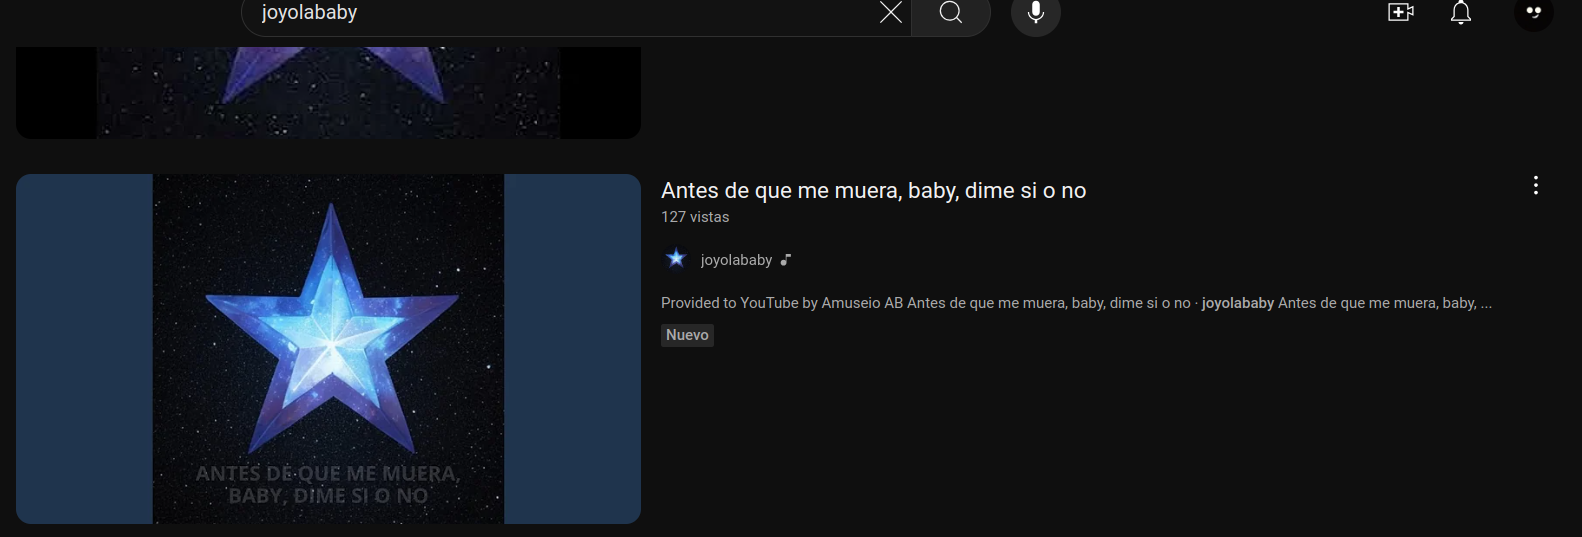 joyolababy
Antes de que me muera, baby, dime si o no
127 vistas
joyolababy
Provided to YouTube by Amuseio AB Antes de que me muera, baby, dime si o no · joyolababy Antes de que me muera, baby, ...
Nuevo
ANTES DE QUE ME MUERA,
BABY, DIME SI O NO